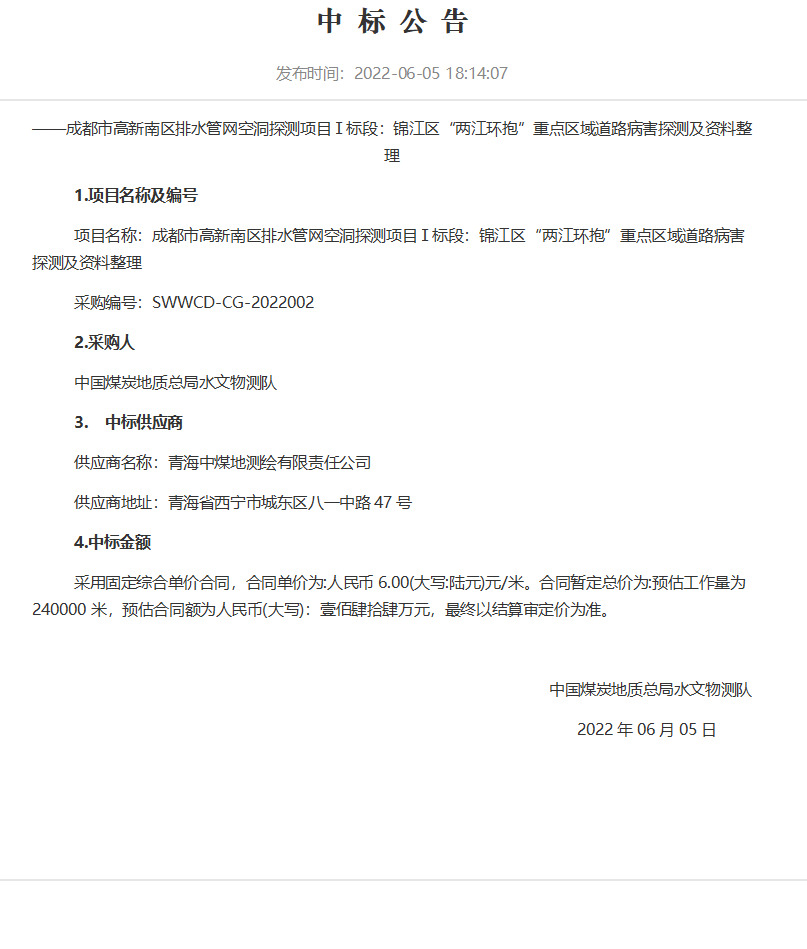 中标公告
发布时间：2022-06-05 18:14:07
——成都市高新南区排水管网空洞探测项目Ⅰ标段：锦江区“两江环抱”重点区域道路病害探测及资料整
理
1.项目名称及编号
项目名称：成都市高新南区排水管网空洞探测项目Ⅰ标段：锦江区“两江环抱”重点区域道路病害
探测及资料整理
采购编号：SWWCD-CG-2022002
2.采购人
中国煤炭地质总局水文物测队
3. 中标供应商
供应商名称：青海中煤地测绘有限责任公司
供应商地址：青海省西宁市城东区八一中路 47 号
4.中标金额
采用固定综合单价合同，合同单价为:人民币 6.00(大写:陆元)元/米。合同暂定总价为:预估工作量为
240000 米，预估合同额为人民币(大写)：壹佰肆拾肆万元，最终以结算审定价为准。
中国煤炭地质总局水文物测队
2022 年 06 月 05 日